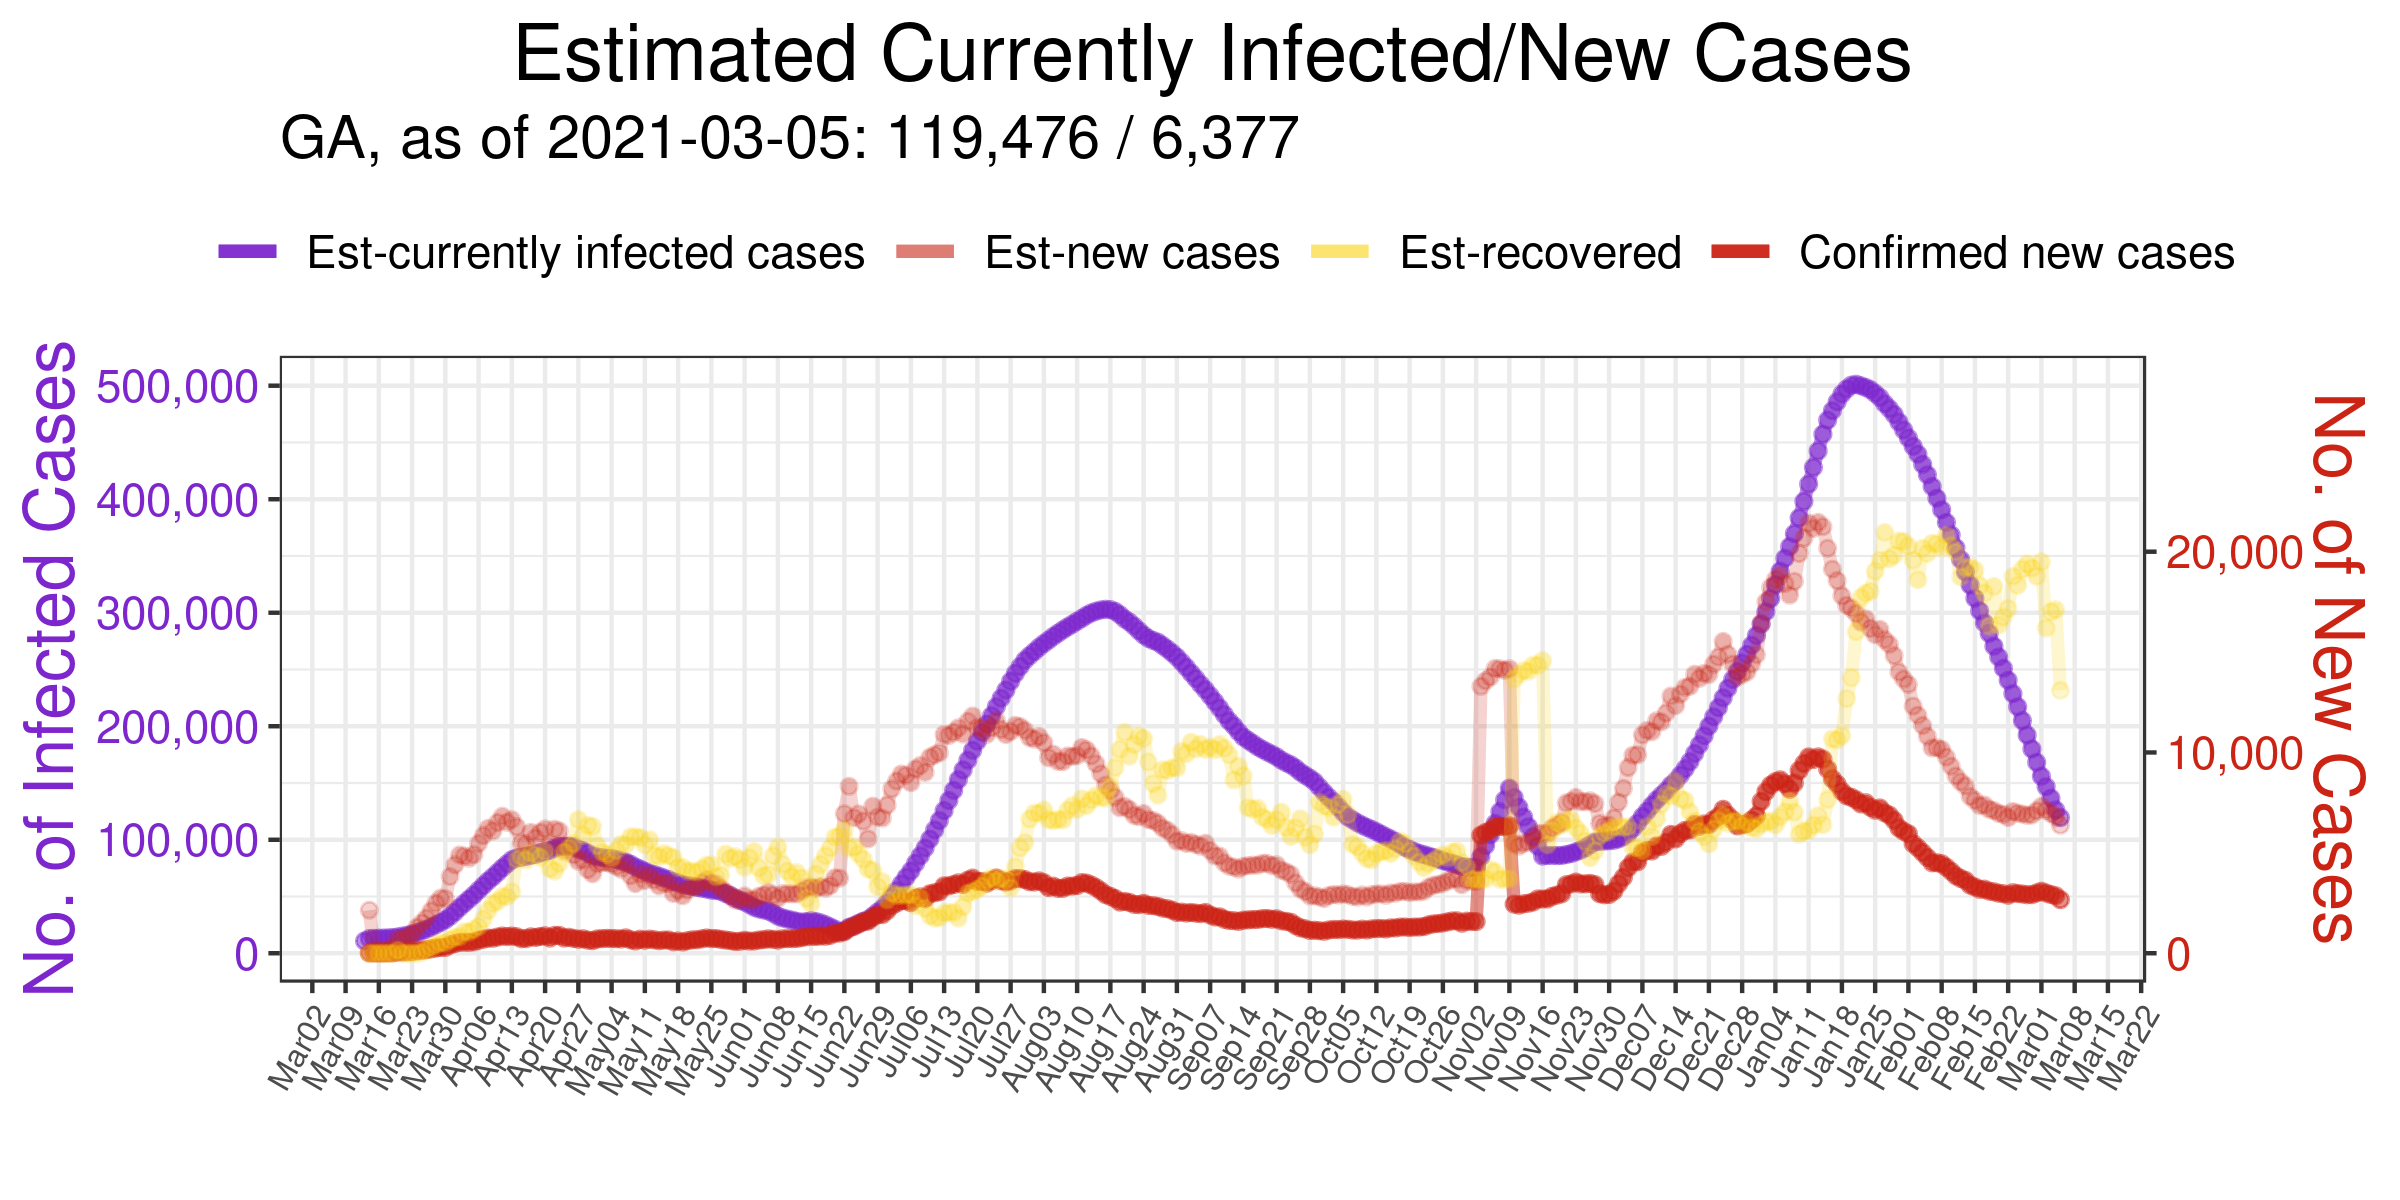 Estimated Currently Infected/New Cases
GA, as of 2021-03-05: 119,476 / 6,377
Est-currently infected cases Est-new cases Est-recovered Confirmed new cases
No. of Infected Cases
500,000
400,000
300,000
200,000
100,000
0
No. of New Cases
20,000
10,000
0
Mar02 Mar09 Mar16 Mar23 Mar30 Apr06 Apr13 Apr20 Apr27 May04 May11 May18 May25 Jun01 Jun08 Jun15 Jun22 Jun29 Jul06 Jul13 Jul20 Jul27 Aug03 Aug10 Aug17 Aug24 Aug31 Sep07 Sep14 Sep21 Sep28 Oct05 Oct12 Oct19 Oct26 Nov02 Nov09 Nov16 Nov23 Nov30 Dec07 Dec14 Dec21 Dec28 Jan04 Jan11 Jan18 Jan25 Feb01 Feb08 Feb15 Feb22 Mar01 Mar08 Mar15 Mar22